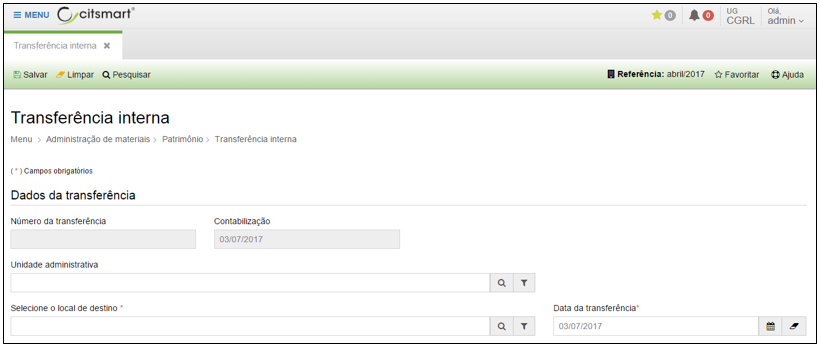 MENU citsmart® 0 0 UG Olá,
CGRL admin
Transferência interna ×
Salvar Limpar Pesquisar Referência: abril/2017 Favoritar Ajuda
Transferência interna
Menu > Administração de materiais > Patrimônio > Transferência interna
( * ) Campos obrigatórios
Dados da transferência
Número da transferência Contabilização
03/07/2017
Unidade administrativa
Selecione o local de destino * Data da transferência*
03/07/2017